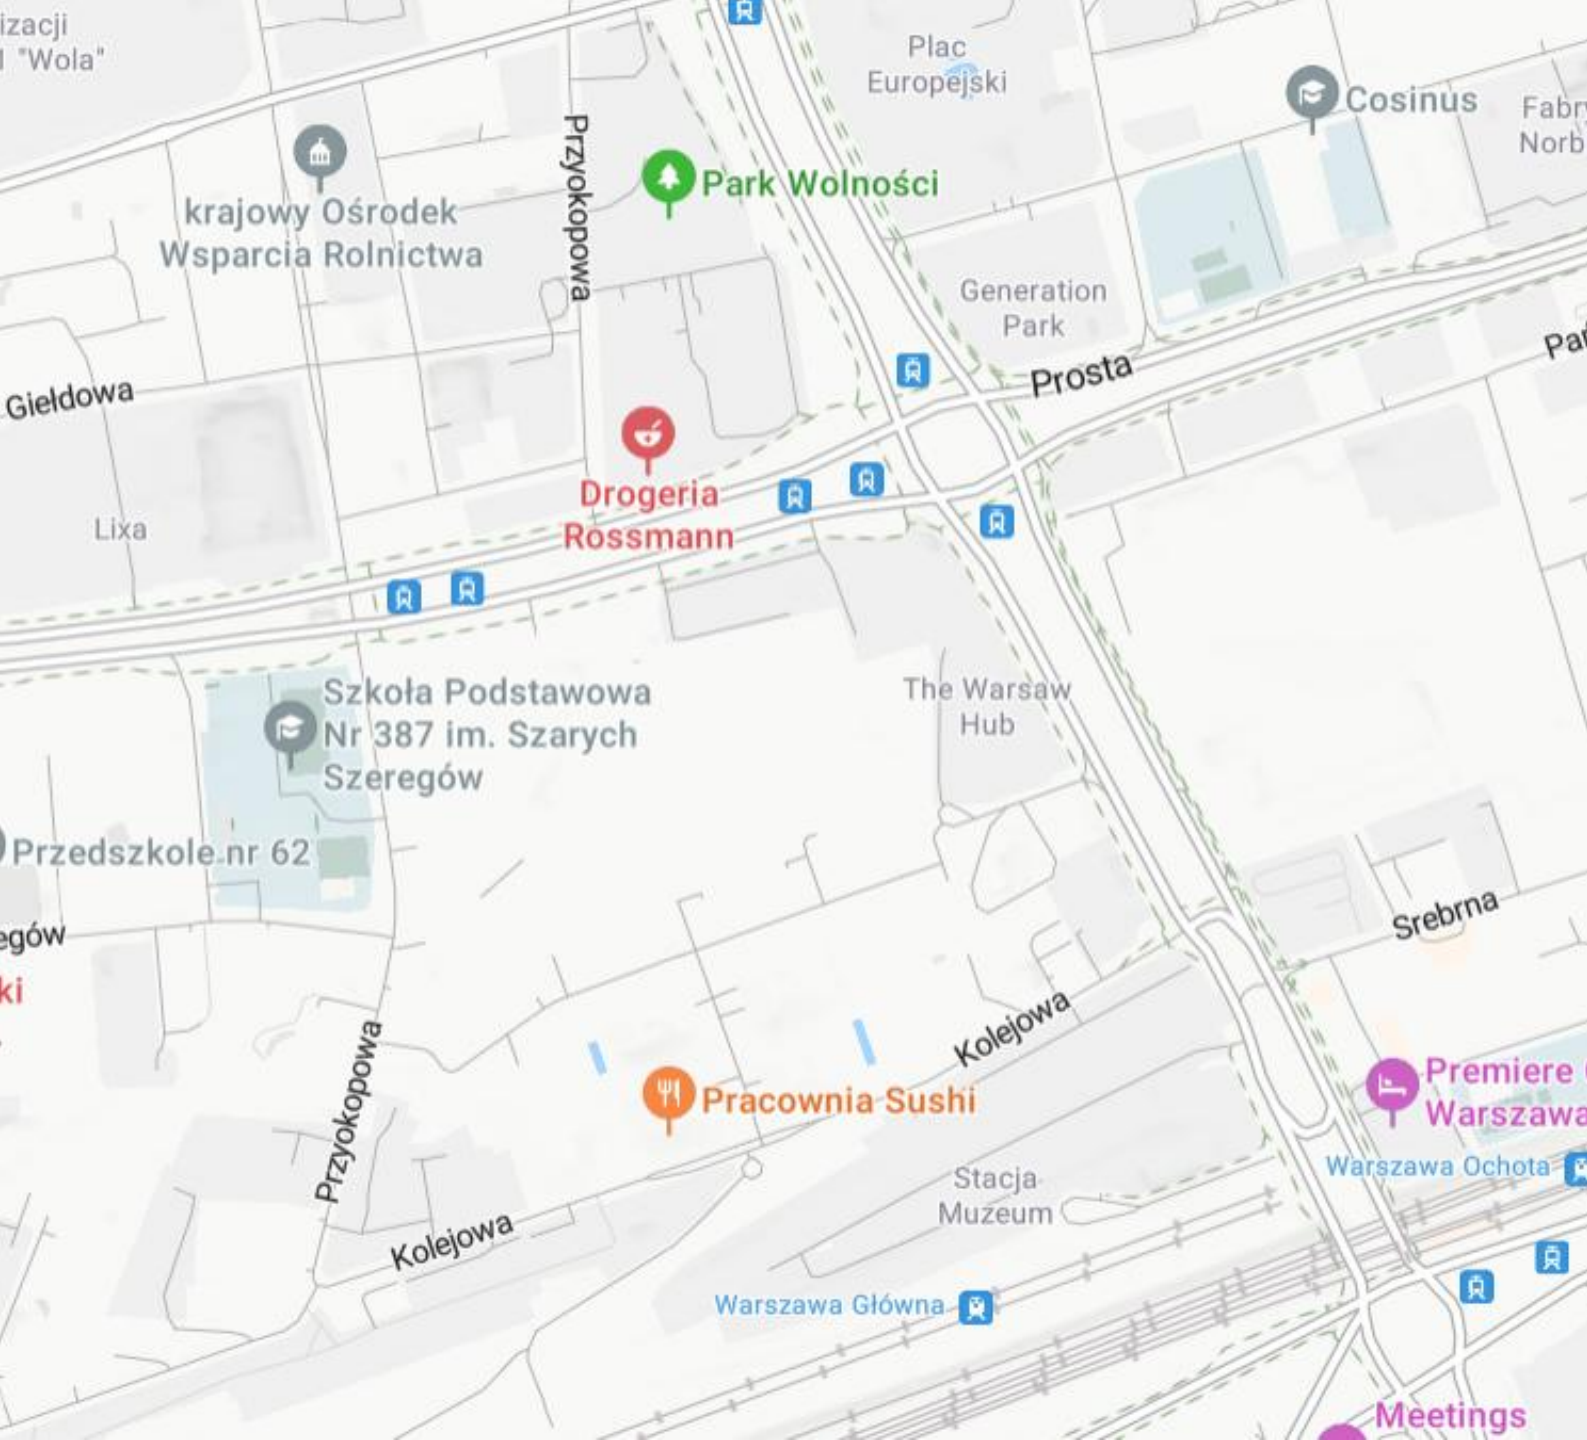 izacji
"Wola"
Plac
Europejski
Cosinus
Fabry
Norb
Przyokopowa
Park Wolności
krajowy Ośrodek
Wsparcia Rolnictwa
Generation
Park
Prosta
Par
Giełdowa
Drogeria
Rossmann
Lixa
Szkoła Podstawowa
Nr 387 im. Szarych
Szeregów
The Warsaw
Hub
Przedszkole nr 62
egów
ki
Srebrna
Kolejowa
Przyokopowa
Pracownia Sushi
Premiere
Warszawa
Warszawa Ochota
Stacja
Muzeum
Kolejowa
Warszawa Główna
Meetings